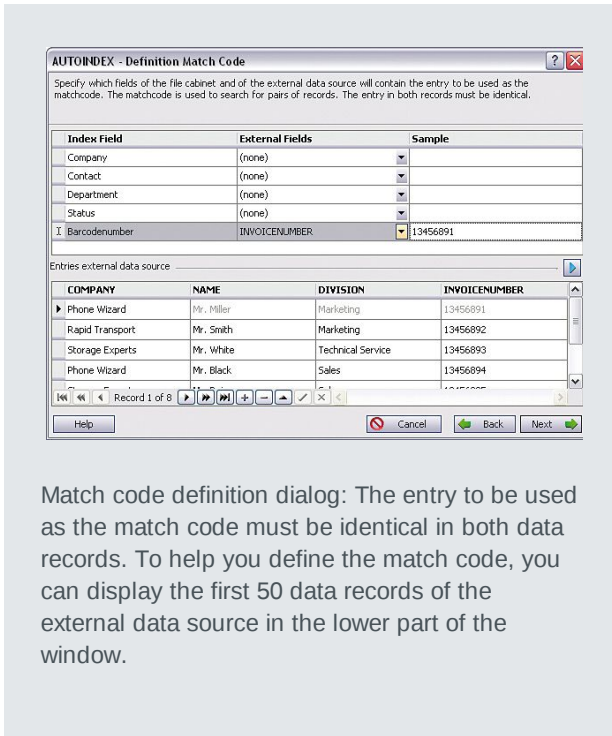 AUTOINDEX - Definition Match Code
Specify which fields of the file cabinet and of the external data source will contain the entry to be used as the
matchcode. The matchcode is used to search for pairs of records. The entry in both records must be identical.
Index Field External Fields Sample
Company (none)
Contact (none)
Department (none)
Status (none)
Barcodenumber INVOICENUMBER 13456891
Entries external data source
COMPANY NAME DIVISION INVOICENUMBER
Phone Wizard Mr. Miller Marketing 13456891
Rapid Transport Mr. Smith Marketing 13456892
Storage Experts Mr. White Technical Service 13456893
Phone Wizard Mr. Black Sales 13456894
Record 1 of 8
Help Cancel Back Next
Match code definition dialog: The entry to be used
as the match code must be identical in both data
records. To help you define the match code, you
can display the first 50 data records of the
external data source in the lower part of the
window.